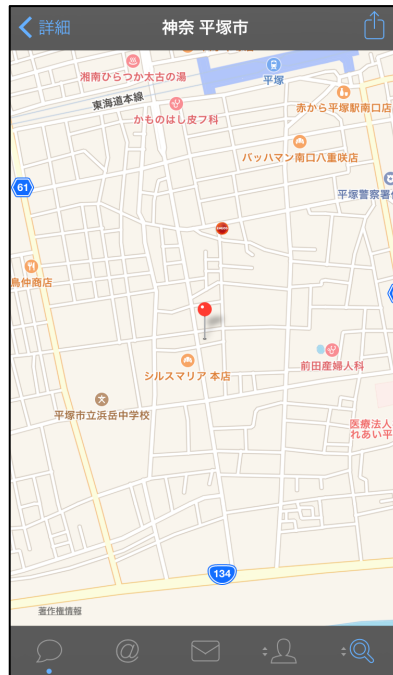 詳細
神奈 平塚市
湘南ひらつか太古の湯
平塚
東海道本線
赤から平塚駅南口店
かものはし皮フ科
バッハマン南口八重咲店
61
平塚警察署
鳥仲商店
前田産婦人科
シルスマリア 本店
平塚市立浜岳中学校
医療法人
れあい平
134
著作権情報